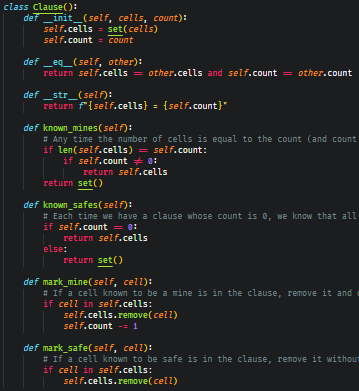 class Clause():
def __init__(self, cells, count):
self.cells = set(cells)
self.count = count
def __eq__(self, other):
return self.cells == other.cells and self.count == other.count
def __str__(self):
return f"{self.cells} = {self.count}"
def known_mines(self):
# Any time the number of cells is equal to the count (and count
if len(self.cells) == self.count:
if self.count != 0:
return self.cells
return set()
def known_safes(self):
# Each time we have a clause whose count is 0, we know that all
if self.count == 0:
return self.cells
else:
return set()
def mark_mine(self, cell):
# If a cell known to be a mine is in the clause, remove it and
if cell in self.cells:
self.cells.remove(cell)
self.count -= 1
def mark_safe(self, cell):
# If a cell known to be safe is in the clause, remove it withou
if cell in self.cells:
self.cells.remove(cell)